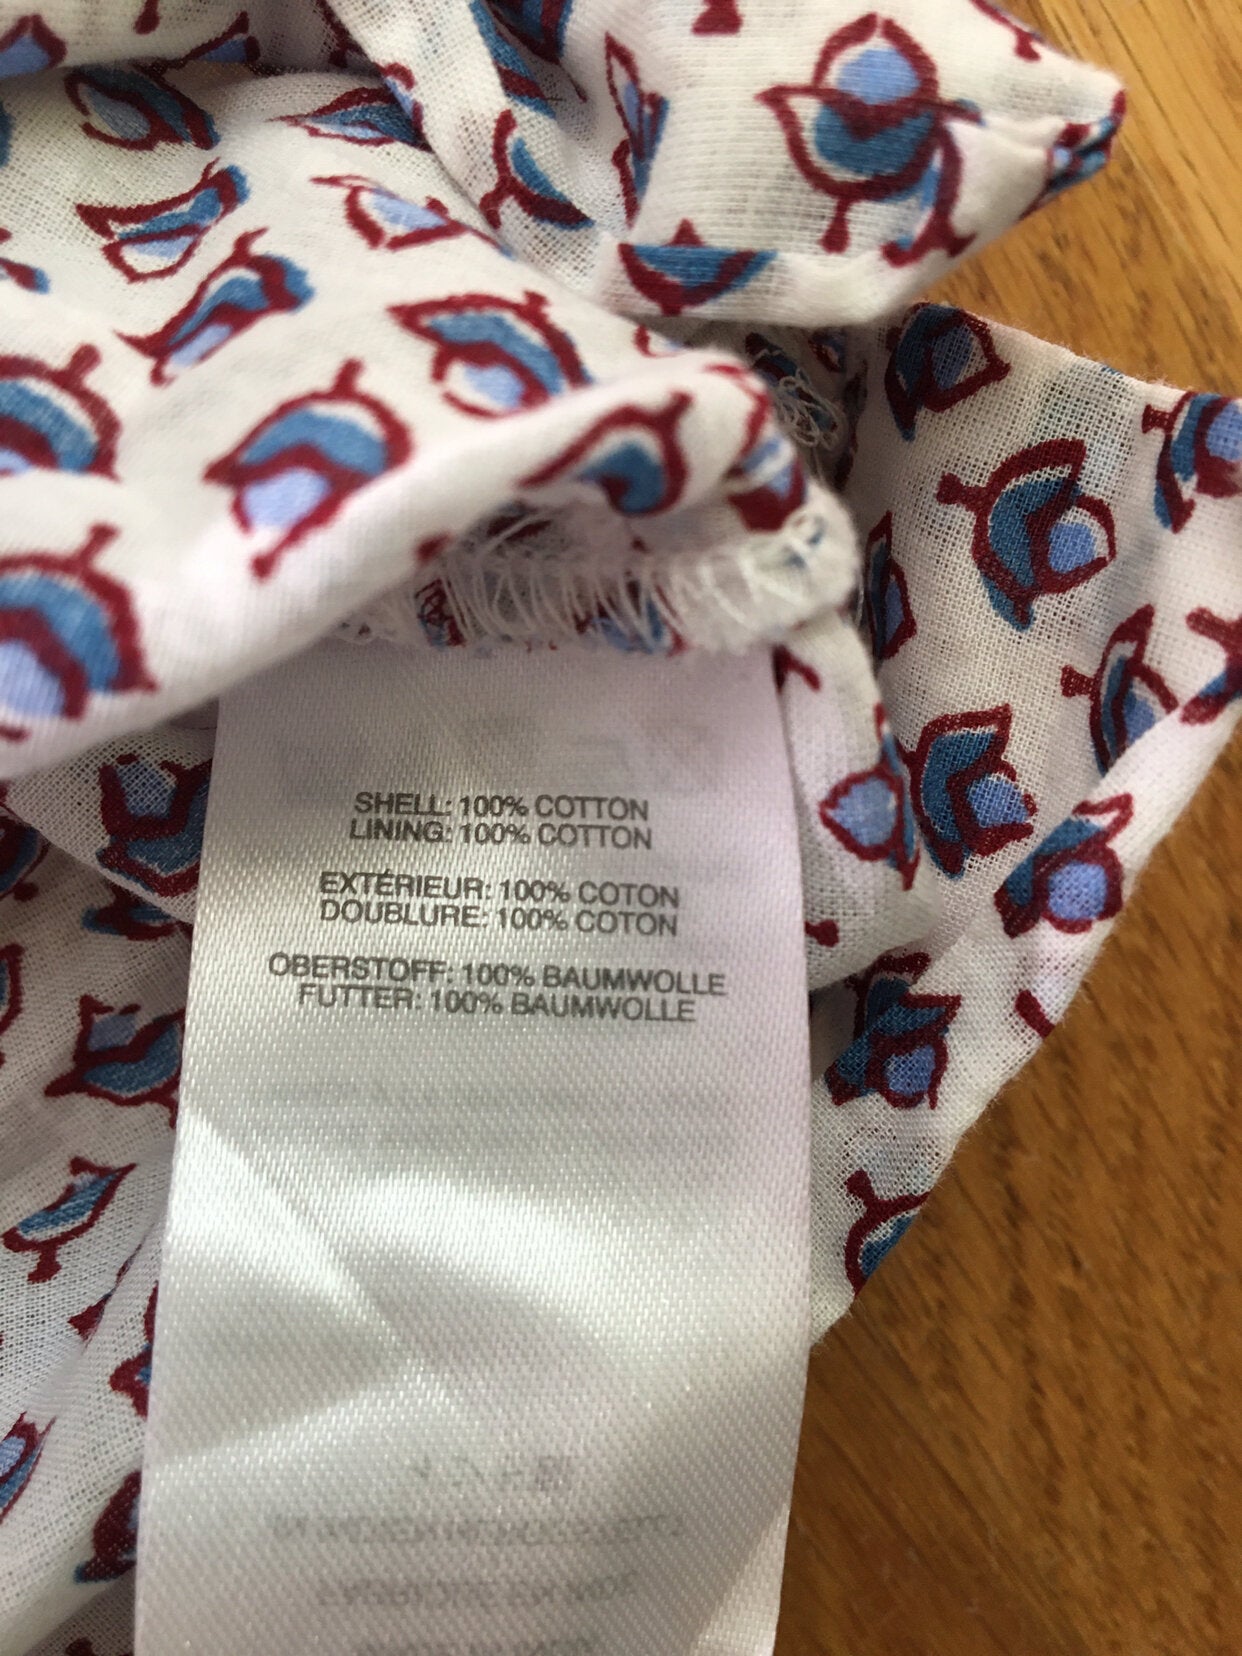 SHELL: 100% COTTON
LINING: 100% COTTON
EXTÉRIEUR: 100% COTON
DOUBLURE: 100% COTON
OBERSTOFF: 100% BAUMWOLLE
FUTTER: 100% BAUMWOLLE